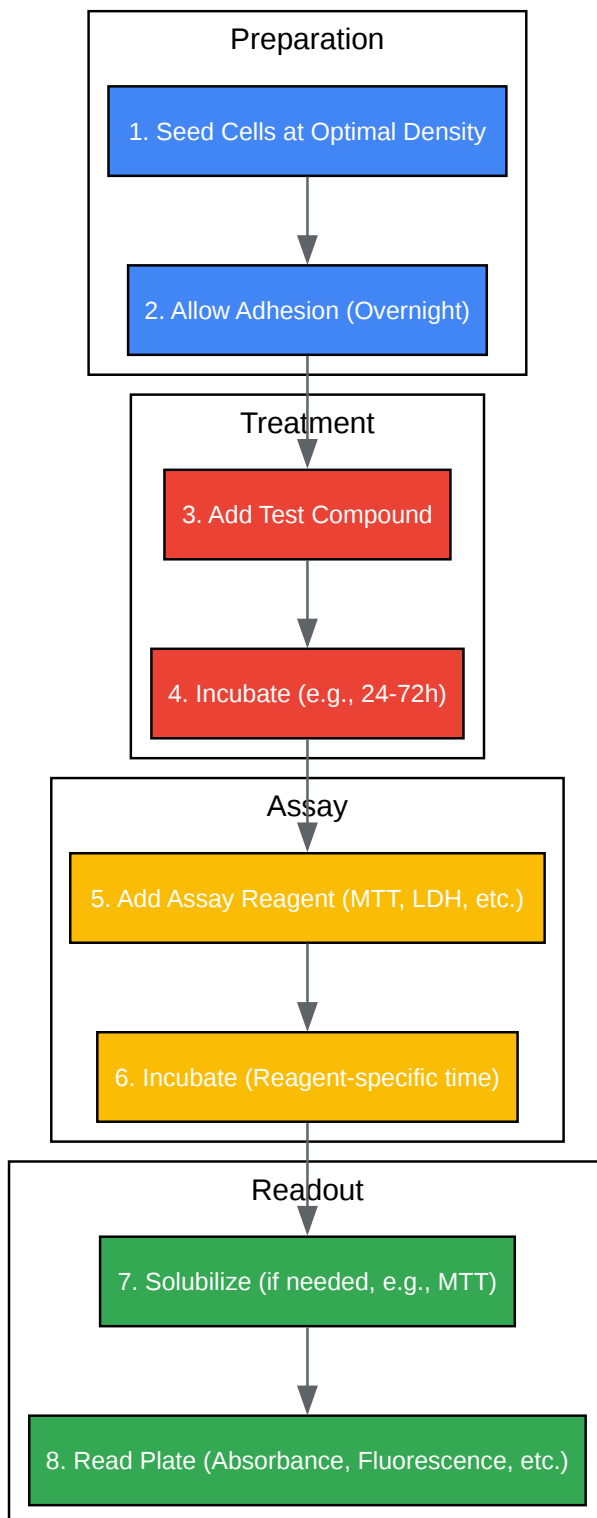 Preparation
1. Seed Cells at Optimal Density
2. Allow Adhesion (Overnight)
Treatment
3. Add Test Compound
4. Incubate (e.g., 24-72h)
Assay
5. Add Assay Reagent (MTT, LDH, etc.)
6. Incubate (Reagent-specific time)
Readout
7. Solubilize (if needed, e.g., MTT)
8. Read Plate (Absorbance, Fluorescence, etc.)